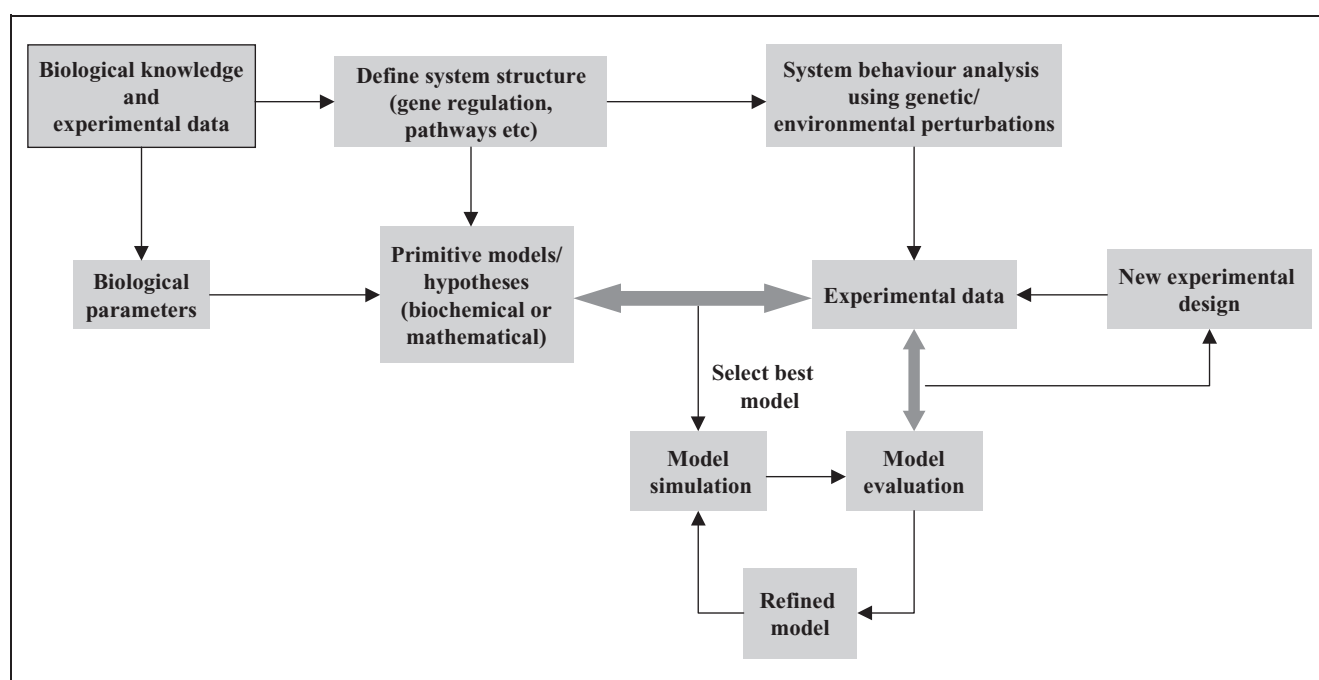 Biological knowledge
and
experimental data
Define system structure
(gene regulation,
pathways etc)
System behaviour analysis
using genetic/
environmental perturbations
Biological
parameters
Primitive models/
hypotheses
(biochemical or
mathematical)
Experimental data
New experimental
design
Select best
model
Model
simulation
Model
evaluation
Refined
model